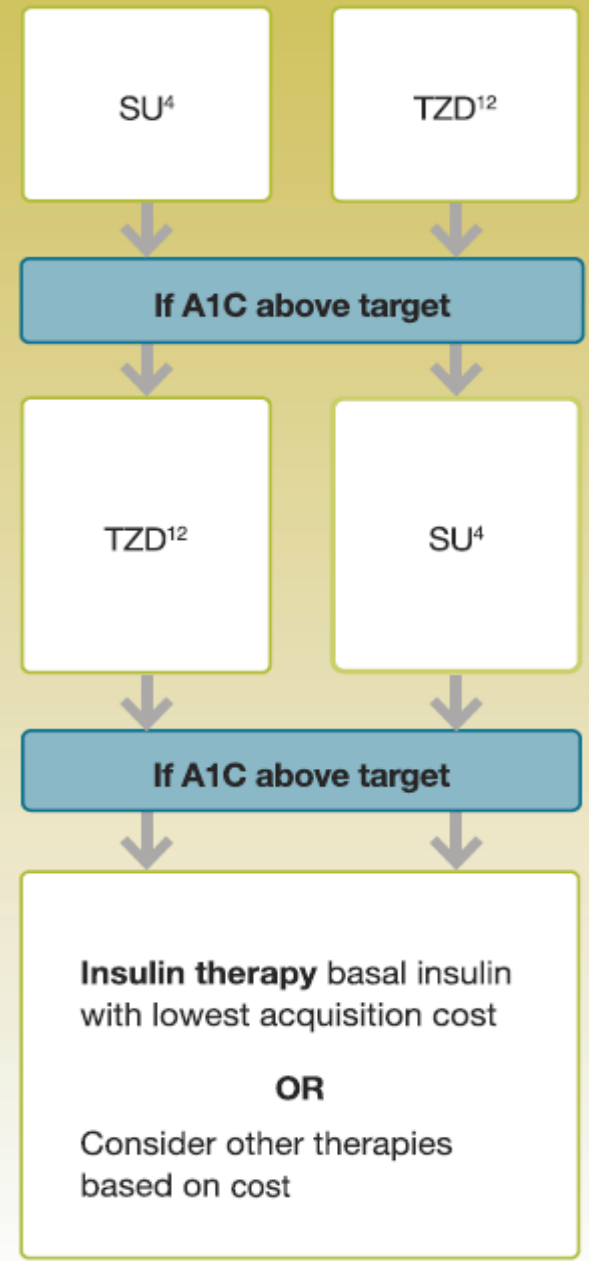 SU⁴
TZD¹²
If A1C above target
TZD¹²
SU⁴
If A1C above target
Insulin therapy basal insulin
with lowest acquisition cost
OR
Consider other therapies
based on cost